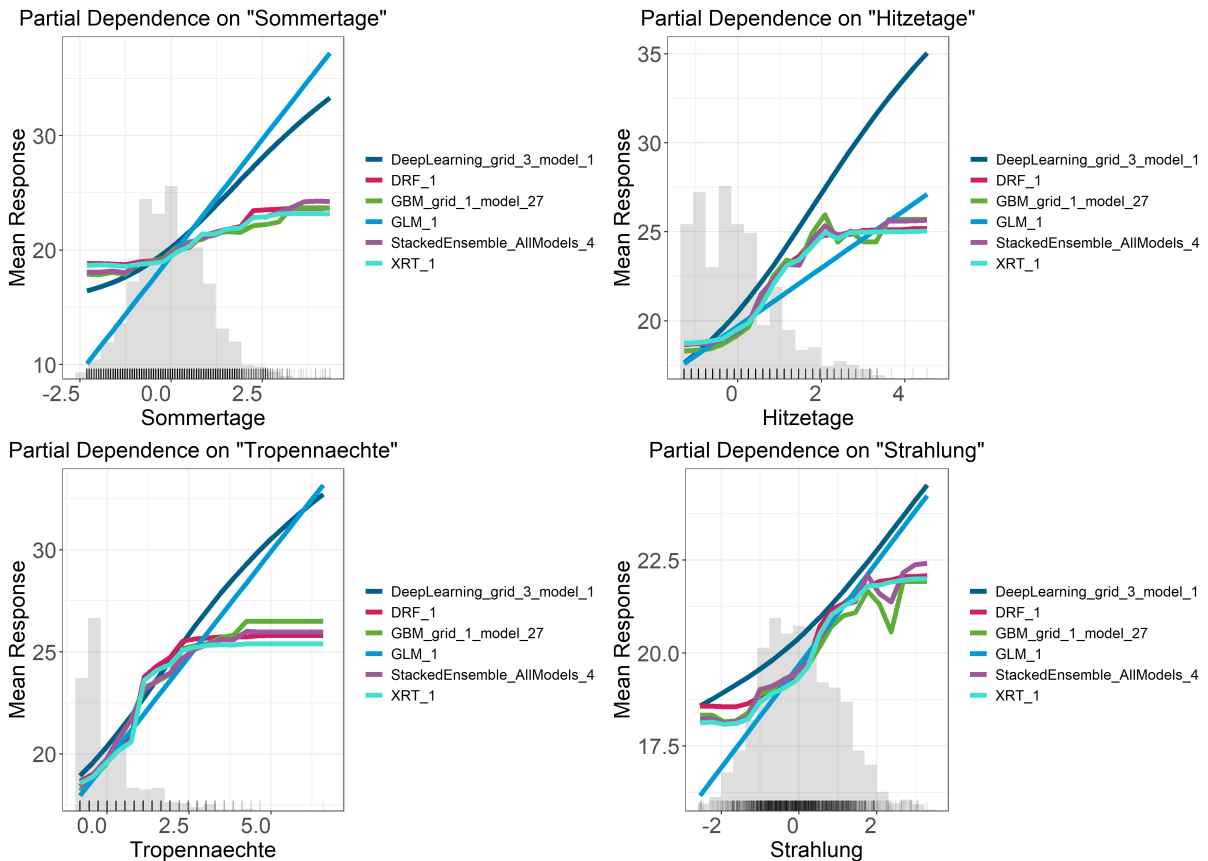 Partial Dependence on "Sommertage"
Mean Response
30
20
10
-2.5
0.0
2.5
Sommertage
DeepLearning_grid_3_model_1
DRF_1
GBM_grid_1_model_27
GLM_1
StackedEnsemble_AllModels_4
XRT_1
Partial Dependence on "Hitzetage"
Mean Response
35
30
25
20
0
2
4
Hitzetage
DeepLearning_grid_3_model_1
DRF_1
GBM_grid_1_model_27
GLM_1
StackedEnsemble_AllModels_4
XRT_1
Partial Dependence on "Tropennaechte"
Mean Response
30
25
20
0.0
2.5
5.0
Tropennaechte
DeepLearning_grid_3_model_1
DRF_1
GBM_grid_1_model_27
GLM_1
StackedEnsemble_AllModels_4
XRT_1
Partial Dependence on "Strahlung"
Mean Response
22.5
20.0
17.5
-2
0
2
Strahlung
DeepLearning_grid_3_model_1
DRF_1
GBM_grid_1_model_27
GLM_1
StackedEnsemble_AllModels_4
XRT_1